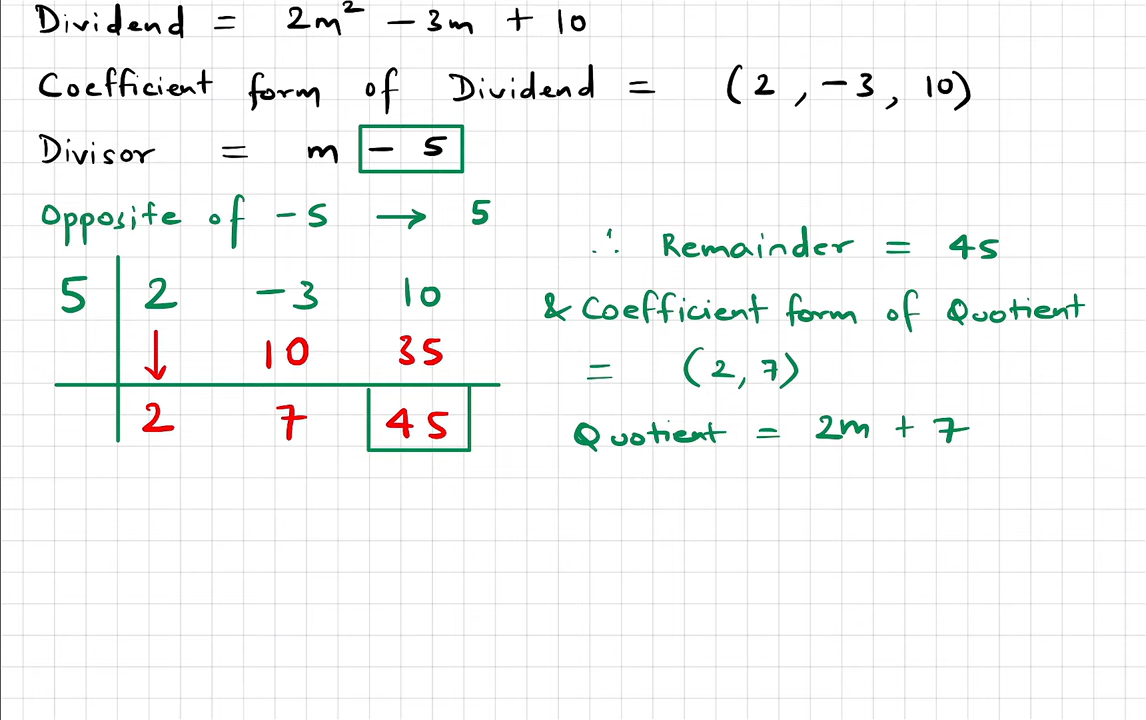 Dividend = 2m² - 3m + 10
Coefficient form of Dividend = (2, -3, 10)
Divisor = m - 5
Opposite of -5 → 5
5 | 2 -3 10
↓ 10 35
2 7 45
∴ Remainder = 45
& Coefficient form of Quotient
= (2, 7)
Quotient = 2m + 7